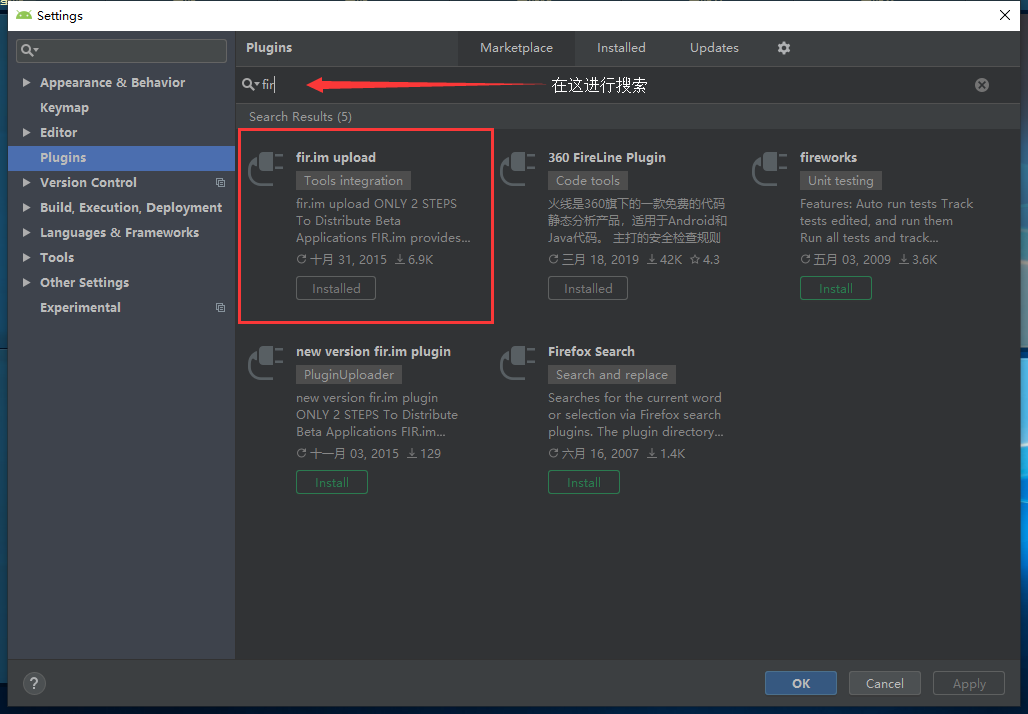 Settings
Plugins
Marketplace
Installed
Updates
Appearance & Behavior
Keymap
Editor
Plugins
Version Control
Build, Execution, Deployment
Languages & Frameworks
Tools
Other Settings
Experimental
fir
在这进行搜索
Search Results (5)
fir.im upload
Tools integration
fir.im upload ONLY 2 STEPS
To Distribute Beta
Applications FIR.im provides...
十月 31, 2015 6.9K
Installed
360 FireLine Plugin
Code tools
火线是360旗下的一款免费的代码
静态分析产品，适用于Android和
Java代码。 主打的安全检查规则
三月 18, 2019 42K 4.3
Installed
fireworks
Unit testing
Features: Auto run tests Track
tests edited, and run them
Run all tests and track...
五月 03, 2009 3.6K
Install
new version fir.im plugin
PluginUploader
new version fir.im plugin
ONLY 2 STEPS To Distribute
Beta Applications FIR.im...
十一月 03, 2015 129
Install
Firefox Search
Search and replace
Searches for the current word
or selection via Firefox search
plugins. The plugin directory...
六月 16, 2007 1.4K
Install
?
OK
Cancel
Apply